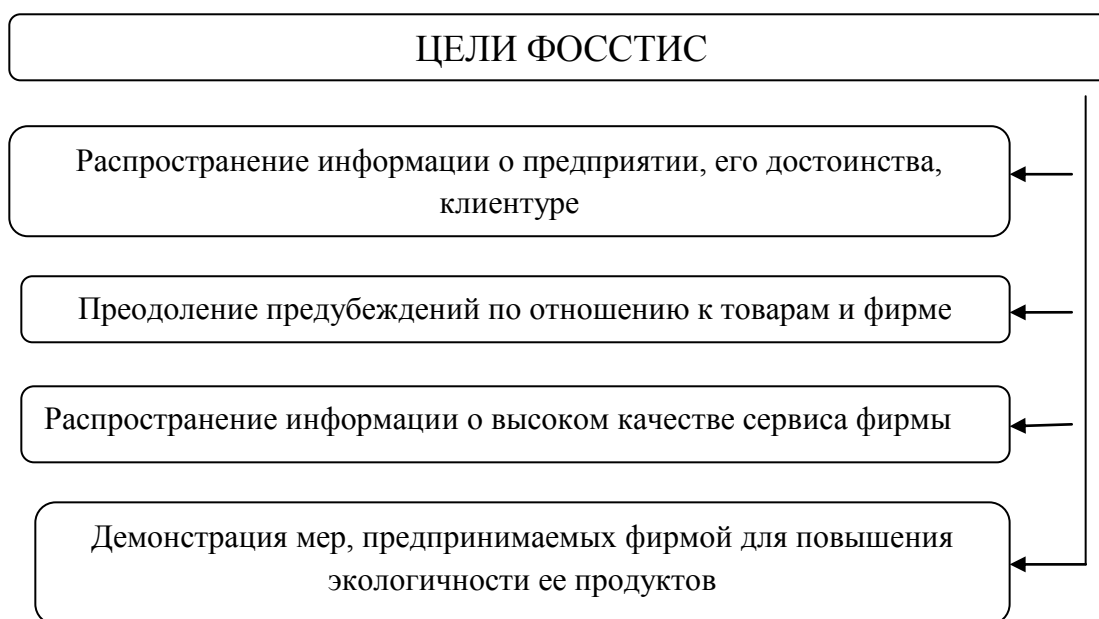 ЦЕЛИ ФОССТИС
Распространение информации о предприятии, его достоинства,
клиентуре
Преодоление предубеждений по отношению к товарам и фирме
Распространение информации о высоком качестве сервиса фирмы
Демонстрация мер, предпринимаемых фирмой для повышения
экологичности ее продуктов